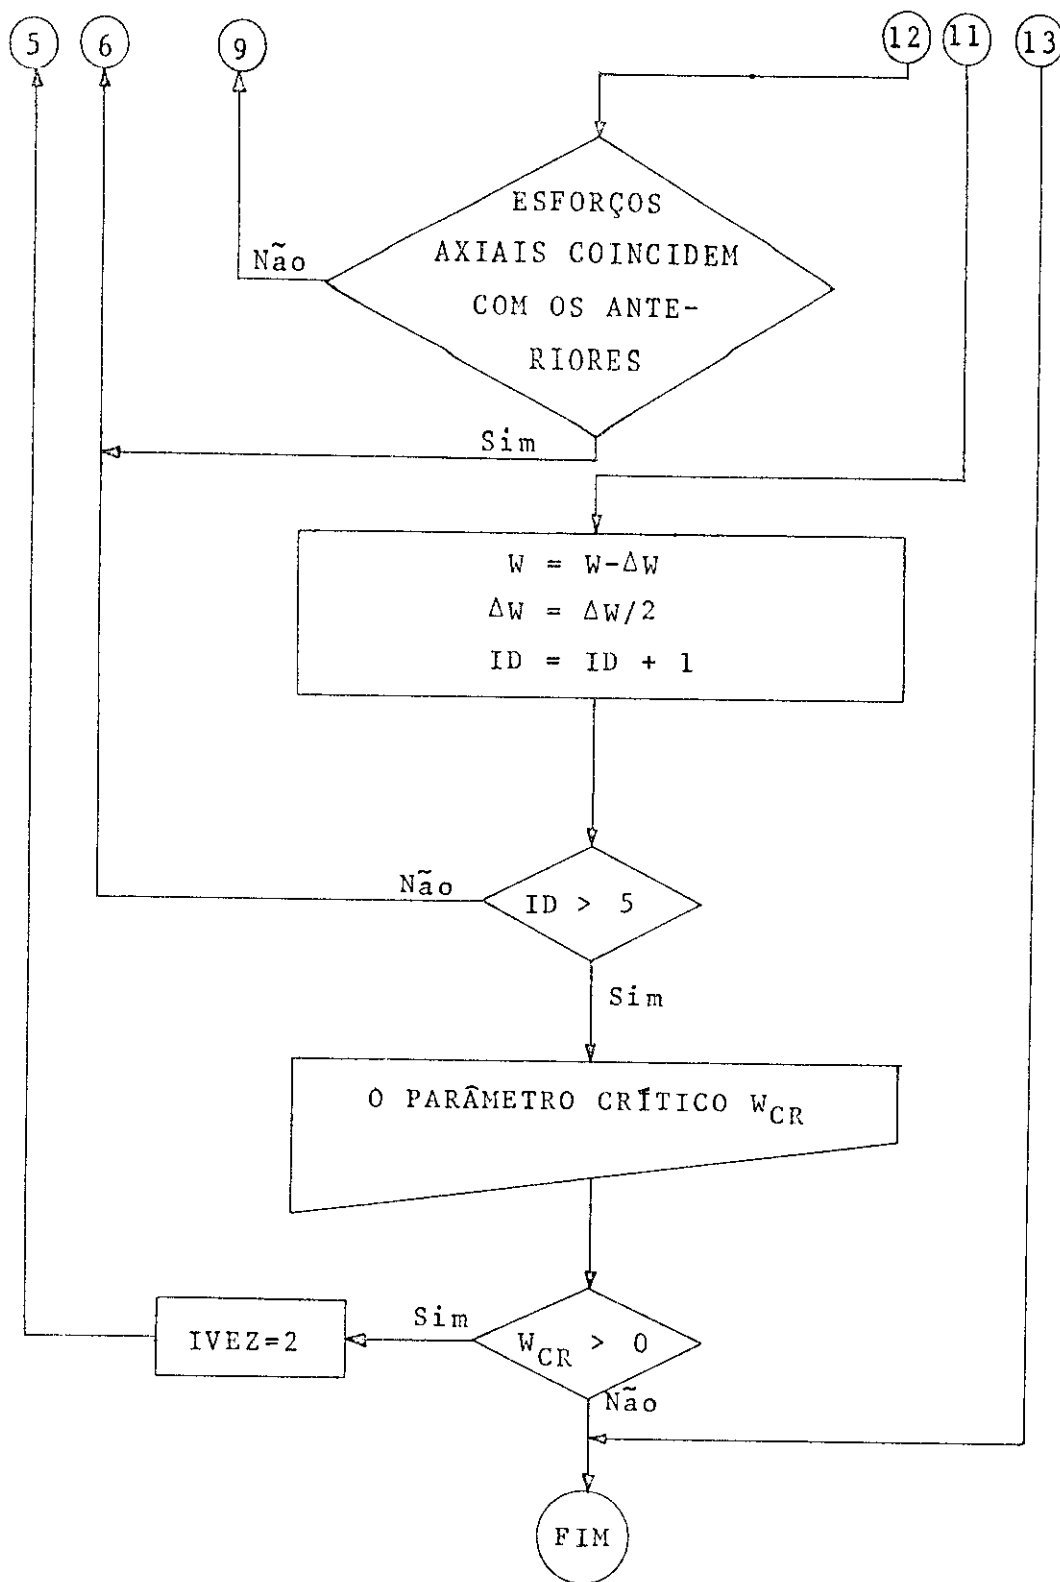 5 6 9 12 11 13
ESFORÇOS
AXIAIS COINCIDEM
COM OS ANTE-
RIORES
Não
Sim
W = W-ΔW
ΔW = ΔW/2
ID = ID + 1
Não
ID > 5
Sim
O PARÂMETRO CRÍTICO W_CR
IVEZ=2
Sim
W_CR > 0
Não
FIM